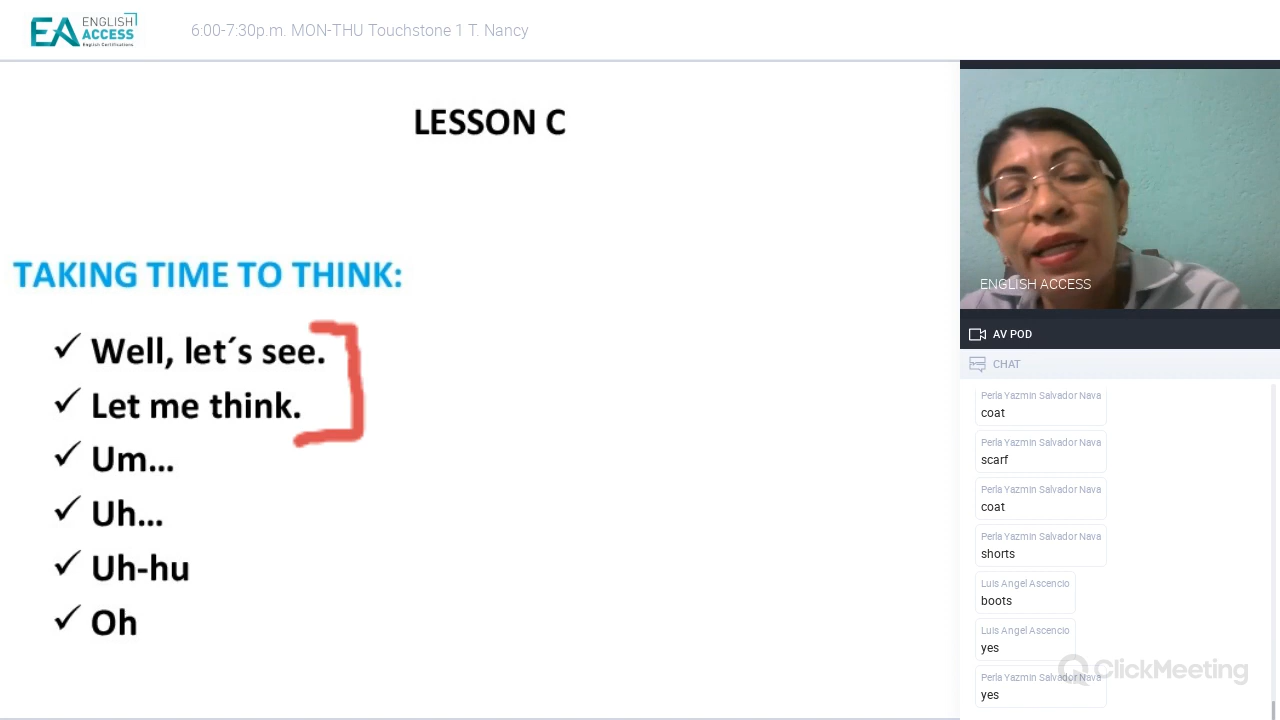 EA ENGLISH ACCESS
English Certifications
6:00-7:30p.m. MON-THU Touchstone 1 T. Nancy
LESSON C
TAKING TIME TO THINK:
✓ Well, let´s see.
✓ Let me think.
✓ Um...
✓ Uh...
✓ Uh-hu
✓ Oh
ENGLISH ACCESS
AV POD
CHAT
Perla Yazmin Salvador Nava
coat
Perla Yazmin Salvador Nava
scarf
Perla Yazmin Salvador Nava
coat
Perla Yazmin Salvador Nava
shorts
Luis Angel Ascencio
boots
Luis Angel Ascencio
yes
Perla Yazmin Salvador Nava
yes
ClickMeeting